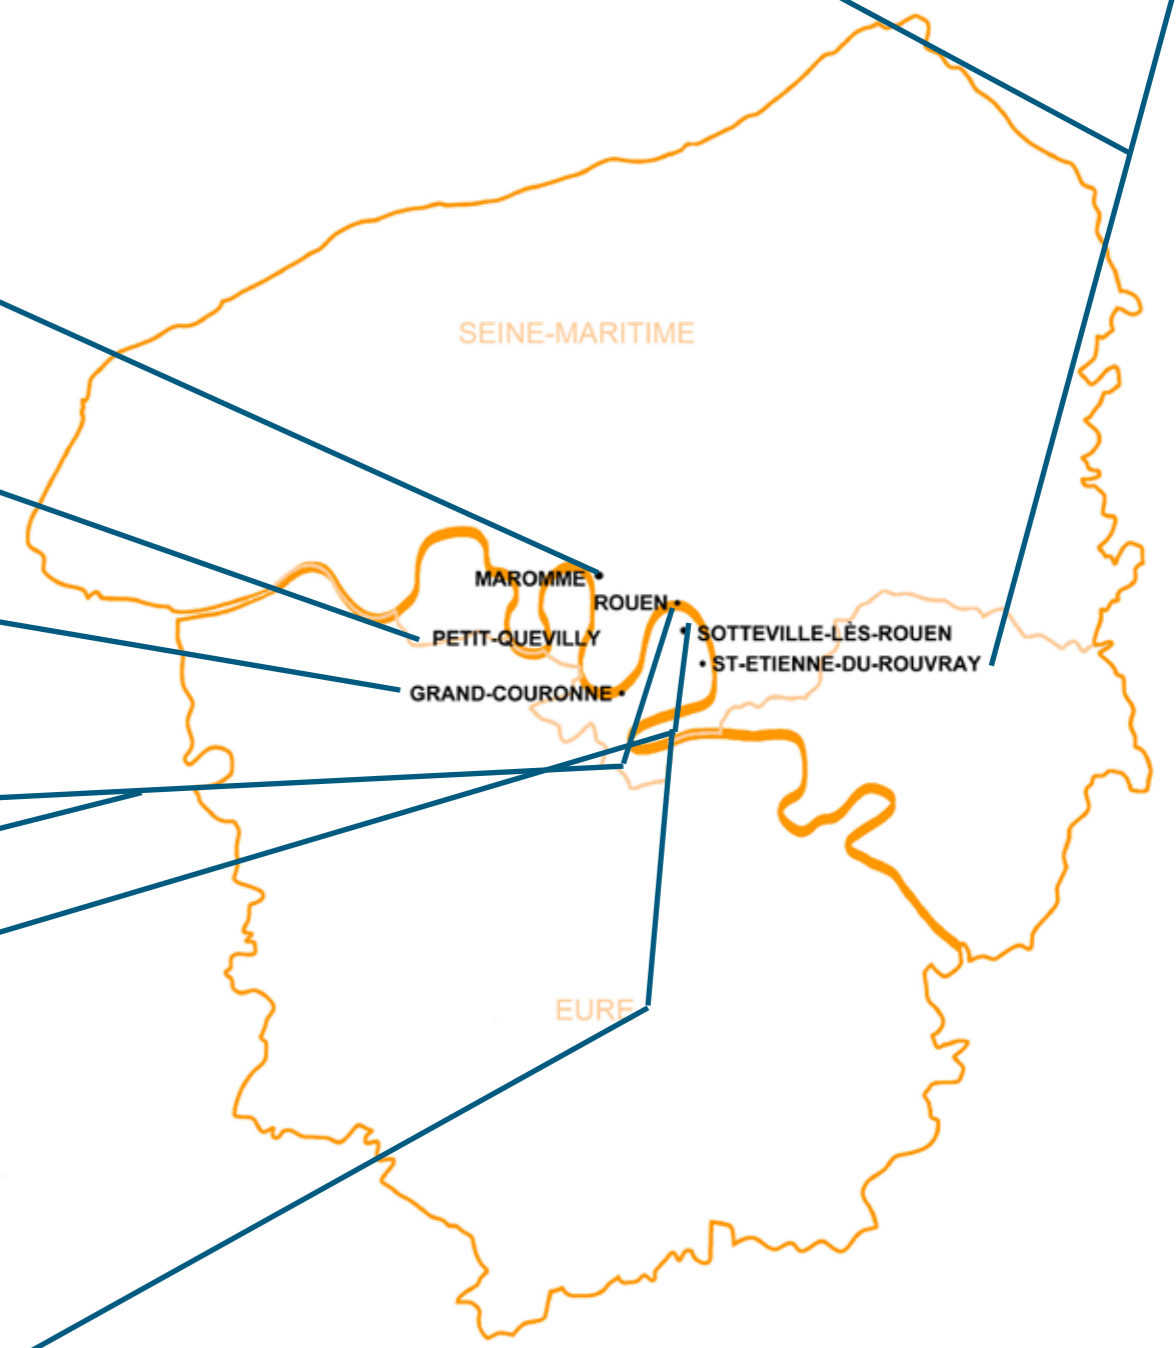 SEINE-MARITIME
MAROMME
ROUEN
SOTTEVILLE-LÈS-ROUEN
PETIT-QUEVILLY
ST-ETIENNE-DU-ROUVRAY
GRAND-COURONNE
EURE